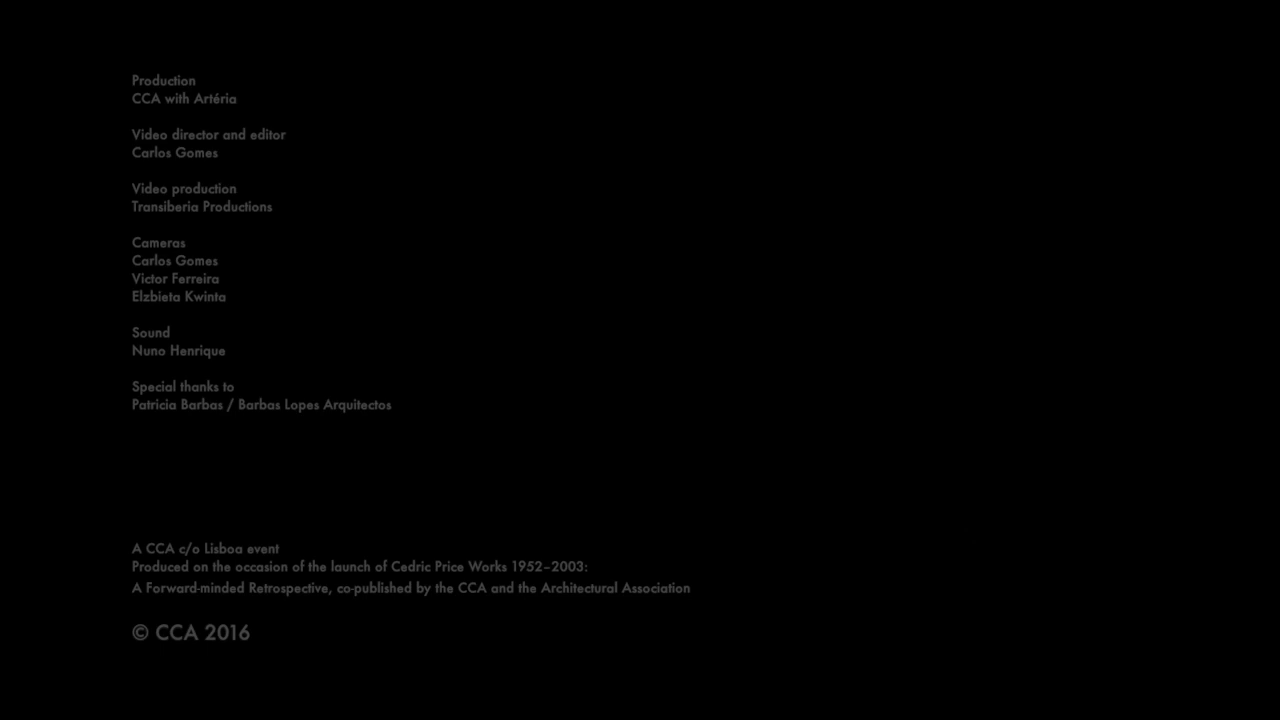 Production
CCA with Artéria
Video director and editor
Carlos Gomes
Video production
Transiberia Productions
Cameras
Carlos Gomes
Victor Ferreira
Elzbieta Kwinta
Sound
Nuno Henrique
Special thanks to
Patricia Barbas / Barbas Lopes Arquitectos
A CCA c/o Lisboa event
Produced on the occasion of the launch of Cedric Price Works 1952–2003:
A Forward-minded Retrospective, co-published by the CCA and the Architectural Association
© CCA 2016